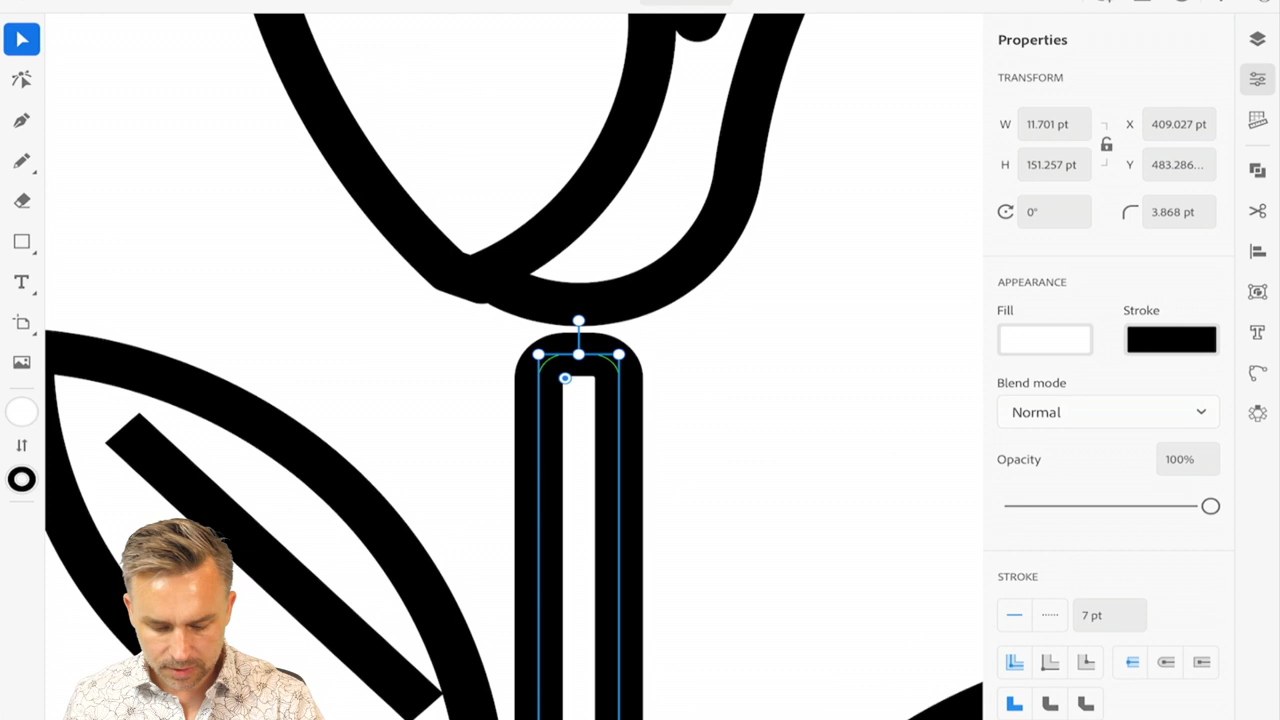 Properties
TRANSFORM
W 11.701 pt X 409.027 pt
H 151.257 pt Y 483.286...
0° 3.868 pt
APPEARANCE
Fill Stroke
Blend mode
Normal
Opacity 100%
STROKE
7 pt